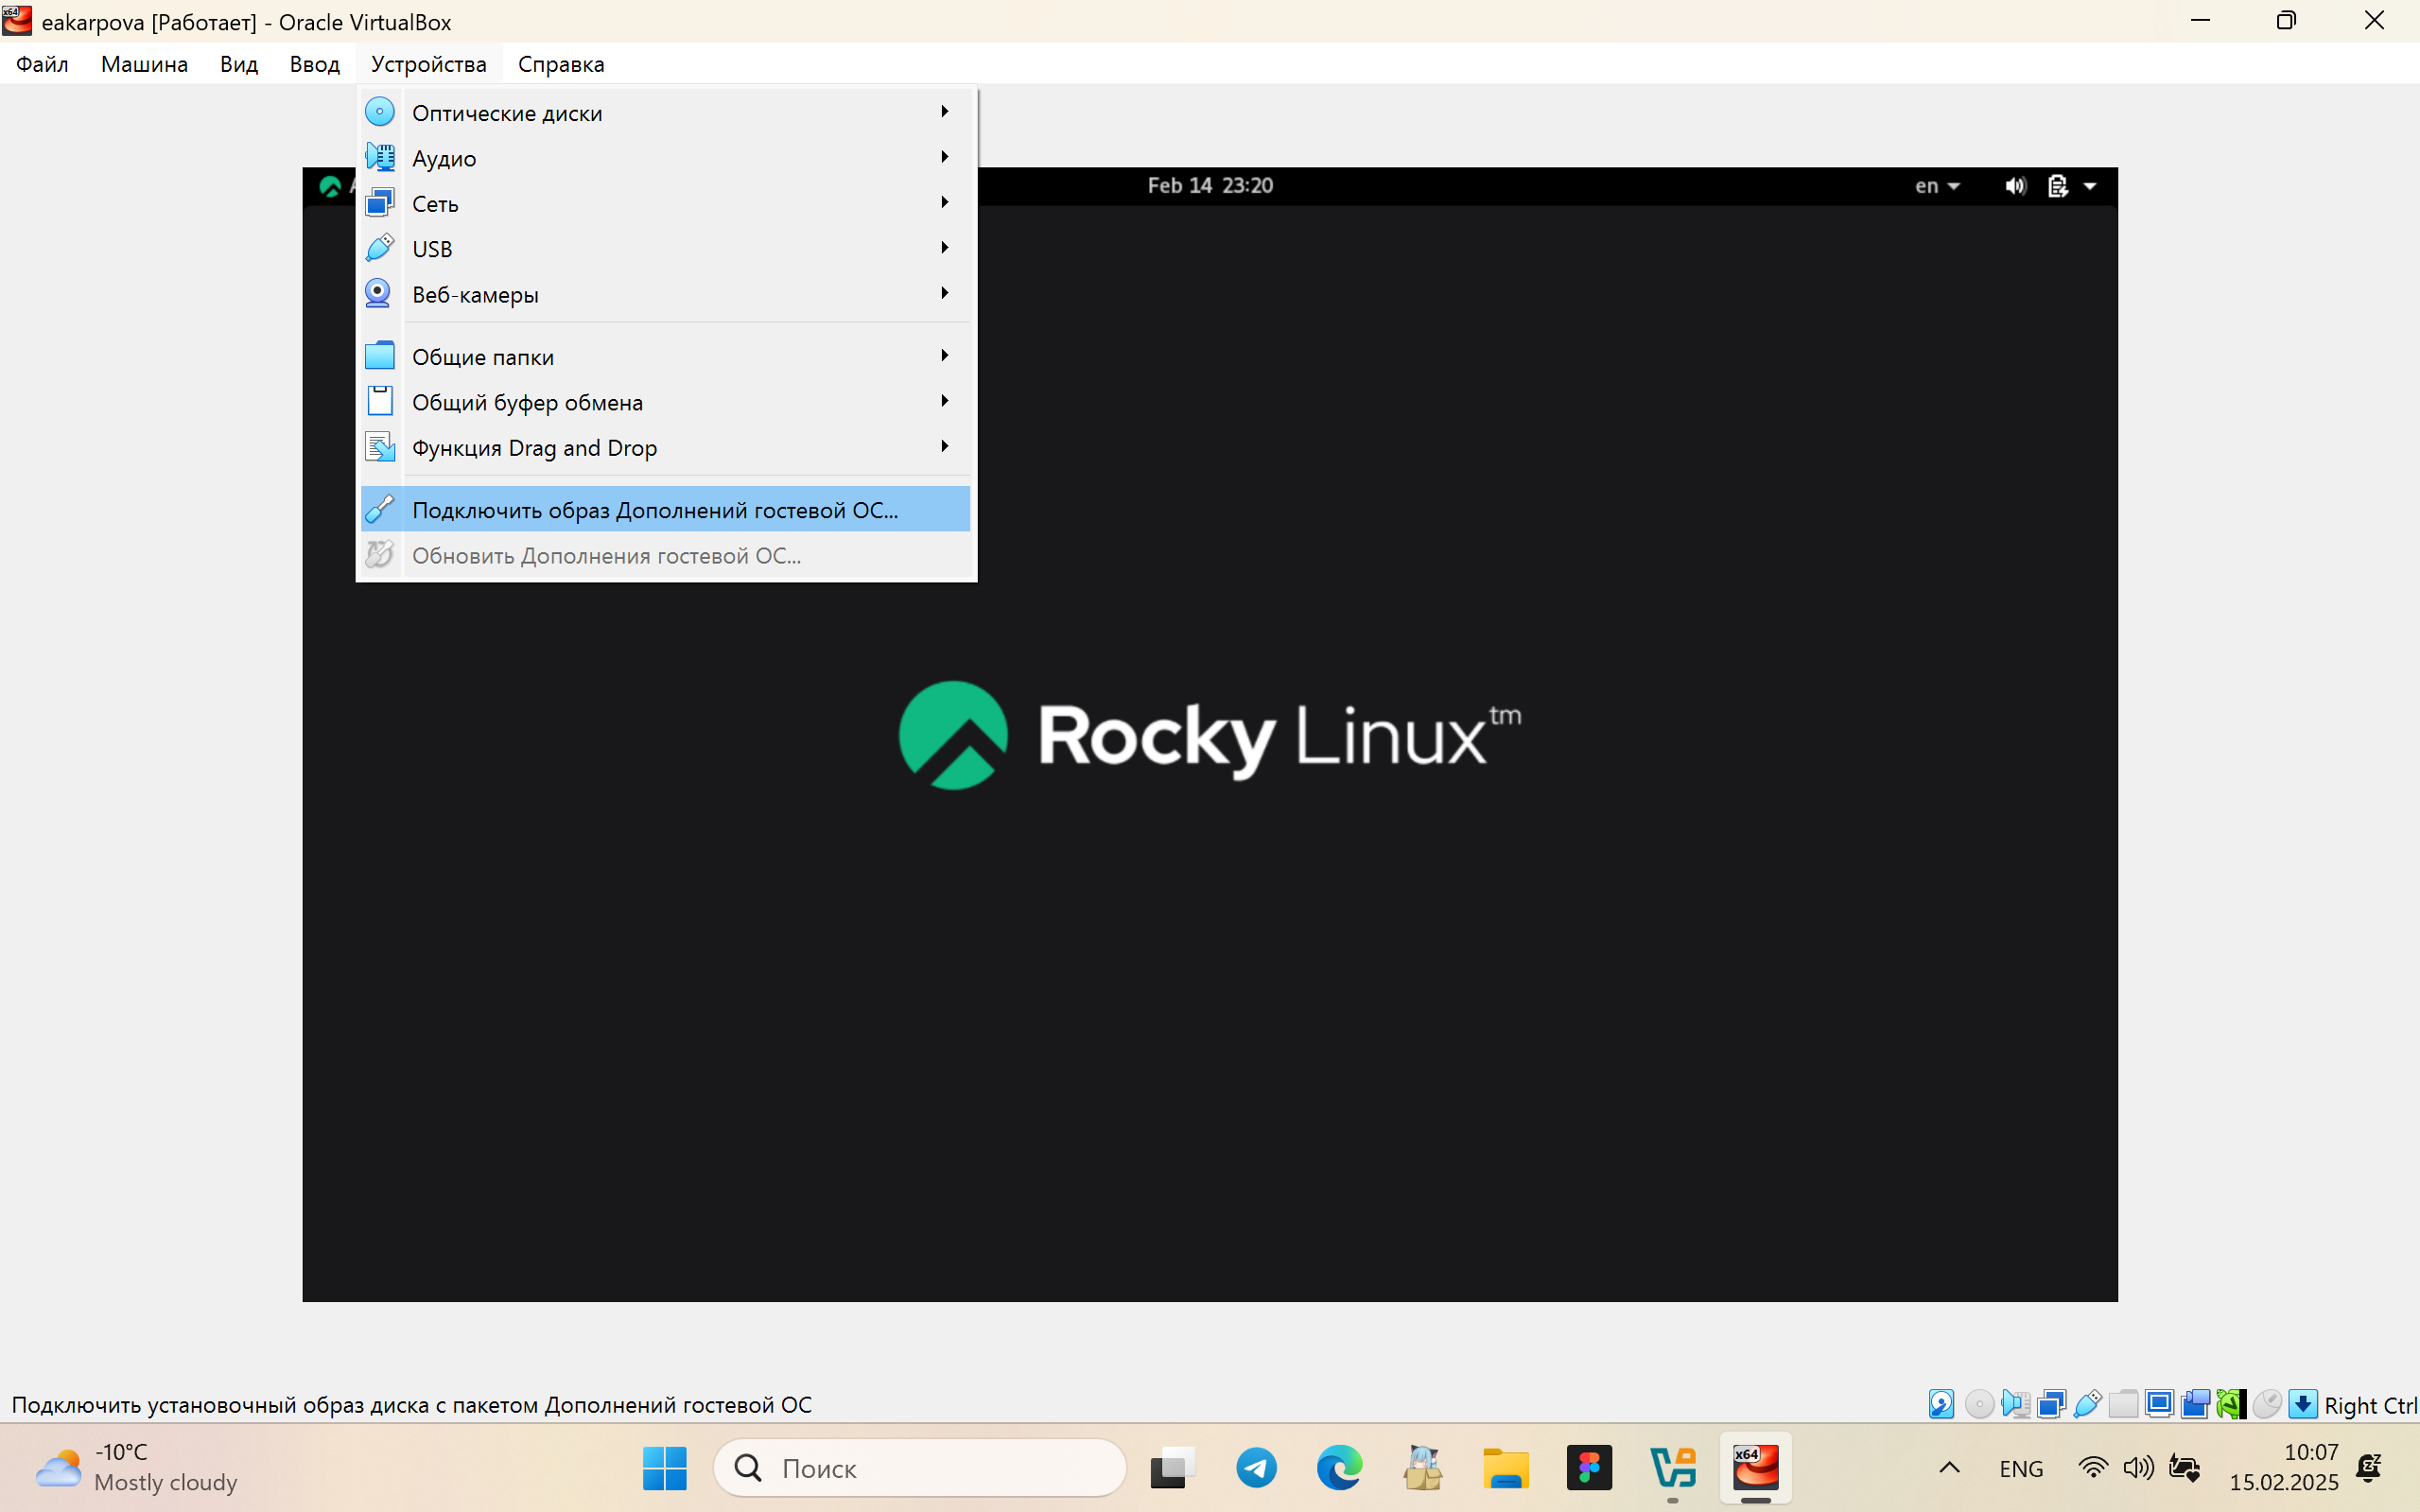 eakarpova [Работает] - Oracle VirtualBox
Файл Машина Вид Ввод Устройства Справка
Оптические диски
Аудио
Сеть
USB
Веб-камеры
Общие папки
Общий буфер обмена
Функция Drag and Drop
Подключить образ Дополнений гостевой ОС...
Обновить Дополнения гостевой ОС...
Feb 14 23:20
en
Rocky Linux™
Подключить установочный образ диска с пакетом Дополнений гостевой ОС
Right Ctrl
-10°C
Mostly cloudy
Поиск
x64
ENG
10:07
15.02.2025